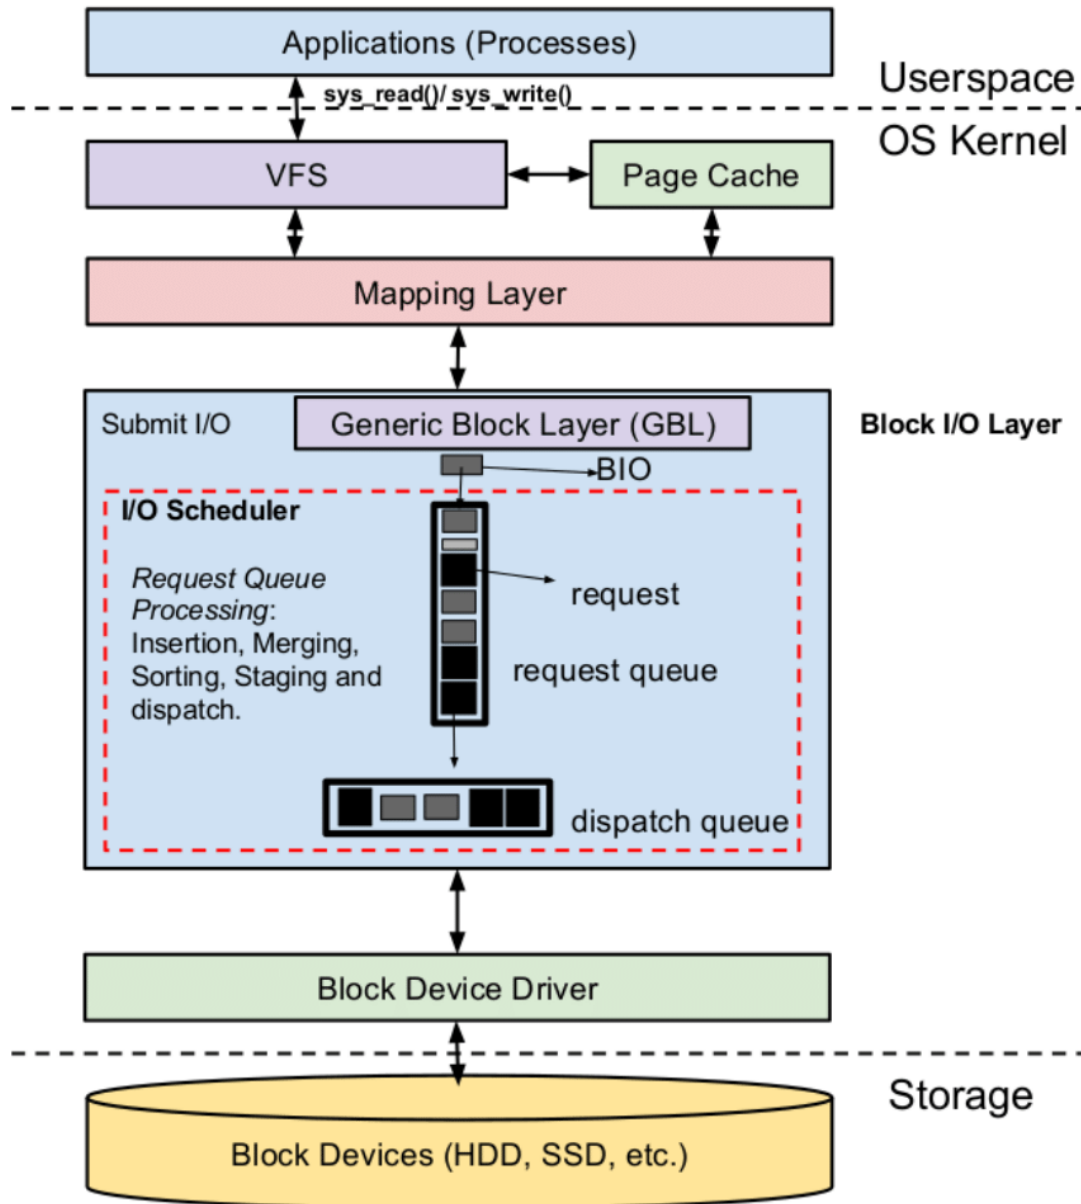 Applications (Processes)
sys_read()/ sys_write()
Userspace
OS Kernel
VFS
Page Cache
Mapping Layer
Submit I/O
Generic Block Layer (GBL)
Block I/O Layer
BIO
I/O Scheduler
Request Queue
Processing:
Insertion, Merging,
Sorting, Staging and
dispatch.
request
request queue
dispatch queue
Block Device Driver
Storage
Block Devices (HDD, SSD, etc.)